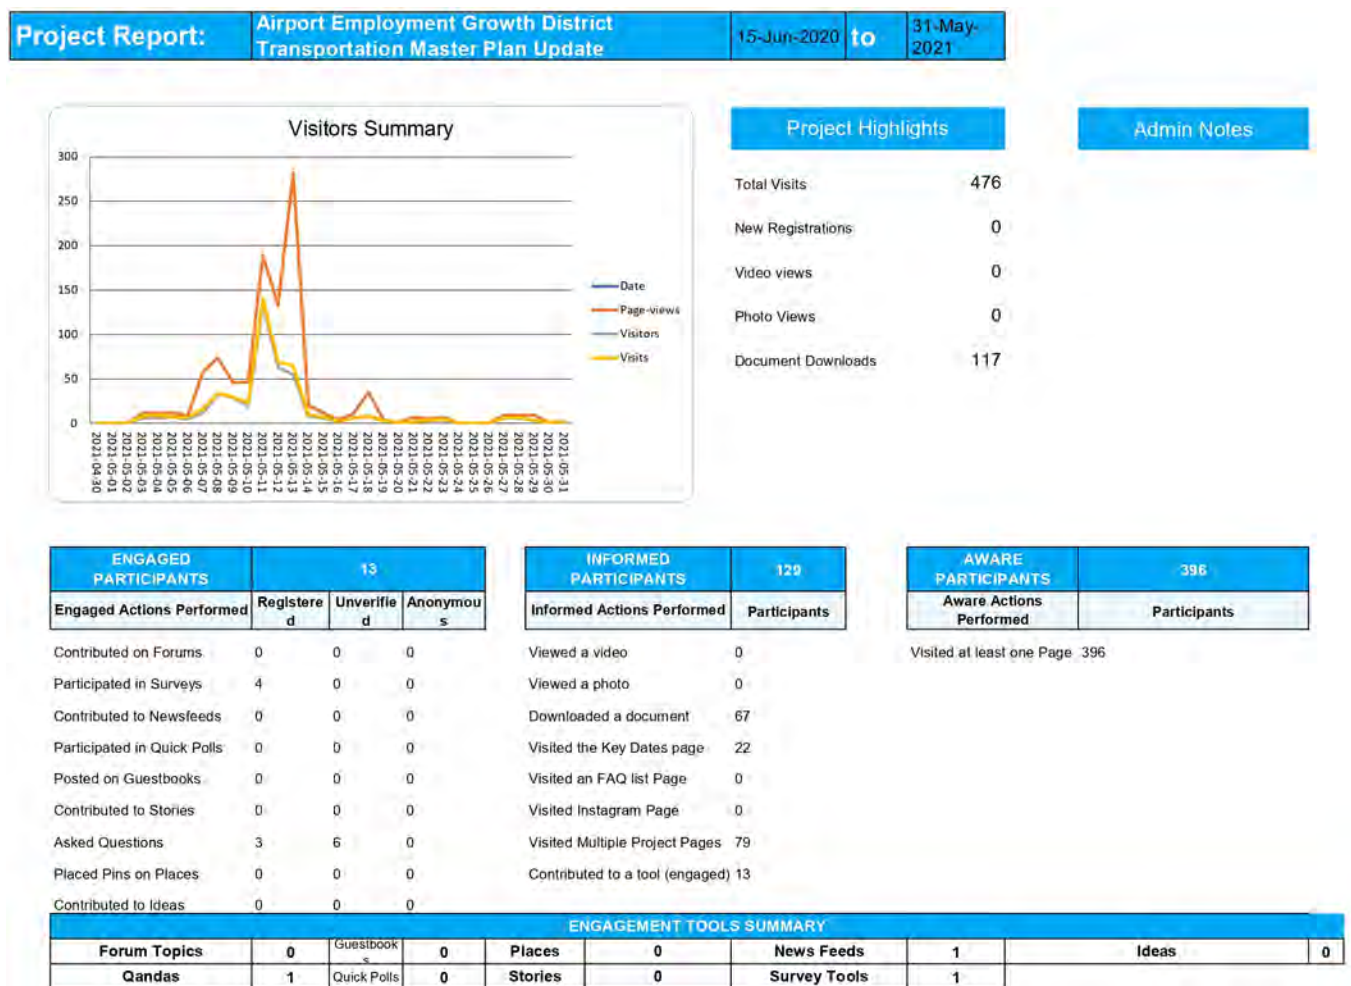 Project Report:
Airport Employment Growth District
Transportation Master Plan Update
15-Jun-2020 to
31-May-
2021
Visitors Summary
300
250
200
150
100
50
0
Date
Page-views
Visitors
Visits
2021-04-30
2021-05-01
2021-05-02
2021-05-03
2021-05-04
2021-05-05
2021-05-06
2021-05-07
2021-05-08
2021-05-09
2021-05-10
2021-05-11
2021-05-12
2021-05-13
2021-05-14
2021-05-15
2021-05-16
2021-05-17
2021-05-18
2021-05-19
2021-05-20
2021-05-21
2021-05-22
2021-05-23
2021-05-24
2021-05-25
2021-05-26
2021-05-27
2021-05-28
2021-05-29
2021-05-30
2021-05-31
Project Highlights
Total Visits 476
New Registrations 0
Video views 0
Photo Views 0
Document Downloads 117
Admin Notes
ENGAGED
PARTICIPANTS
13
Engaged Actions Performed
Registere
d
Unverifie
d
Anonymou
s
Contributed on Forums 0 0 0
Participated in Surveys 4 0 0
Contributed to Newsfeeds 0 0 0
Participated in Quick Polls 0 0 0
Posted on Guestbooks 0 0 0
Contributed to Stories 0 0 0
Asked Questions 3 6 0
Placed Pins on Places 0 0 0
Contributed to Ideas 0 0 0
INFORMED
PARTICIPANTS
129
Informed Actions Performed Participants
Viewed a video 0
Viewed a photo 0
Downloaded a document 67
Visited the Key Dates page 22
Visited an FAQ list Page 0
Visited Instagram Page 0
Visited Multiple Project Pages 79
Contributed to a tool (engaged) 13
AWARE
PARTICIPANTS
396
Aware Actions
Performed
Participants
Visited at least one Page 396
ENGAGEMENT TOOLS SUMMARY
Forum Topics 0 Guestbook
s 0 Places 0 News Feeds 1 Ideas 0
Qandas 1 Quick Polls 0 Stories 0 Survey Tools 1